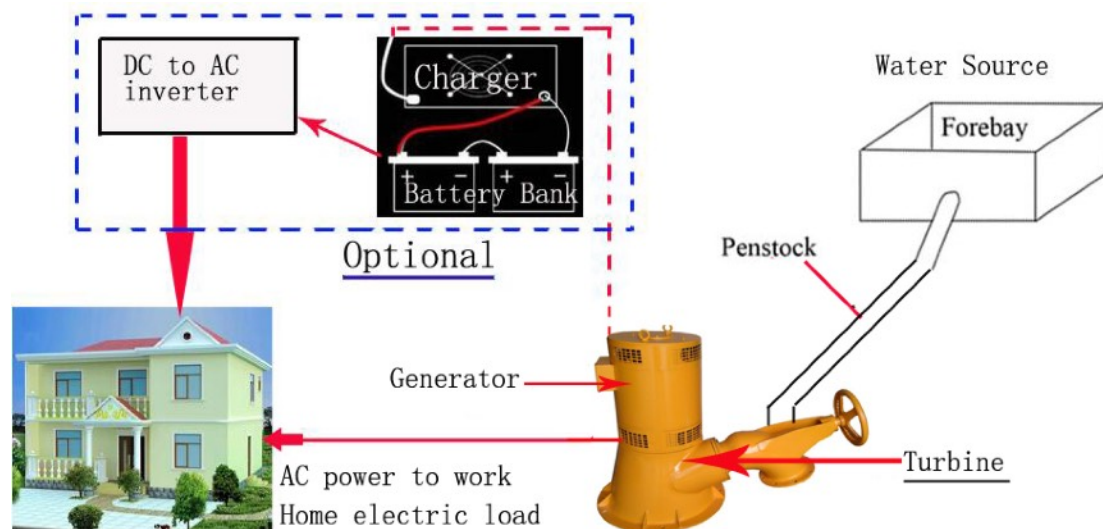 DC to AC
inverter
Charger
+ - + -
Battery Bank
Optional
Water Source
Forebay
Penstock
Generator
Turbine
AC power to work
Home electric load